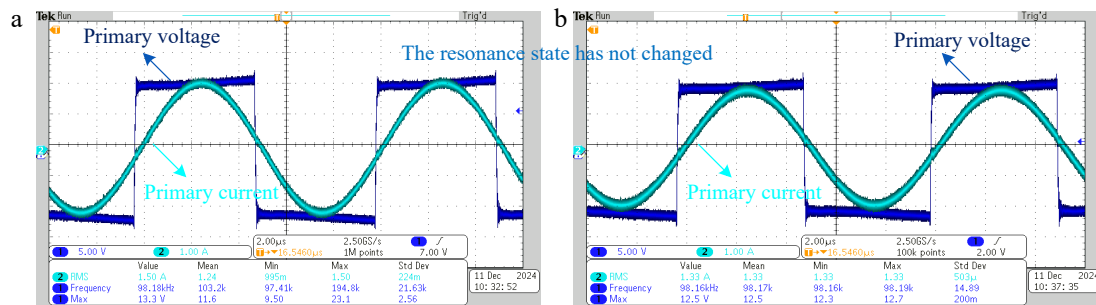 a
Tek Run
Trig'd
Primary voltage
Primary current
1 5.00 V
2 1.00 A
2.00µs
2.50GS/s
1
T→▼16.5460µs
1M points
7.00 V
Value Mean Min Max Std Dev
2 RMS 1.50 A 1.24 985m 1.50 224m
1 Frequency 98.18kHz 103.2k 97.41k 194.8k 21.63k
1 Max 13.3 V 11.6 9.50 23.1 2.56
11 Dec 2024
10:32:52
The resonance state has not changed
b
Tek Run
Trig'd
Primary voltage
Primary current
1 5.00 V
2 1.00 A
2.00µs
2.50GS/s
1
T→▼16.5460µs
100k points
2.00 V
Value Mean Min Max Std Dev
2 RMS 1.33 A 1.33 1.33 1.33 503µ
1 Frequency 98.16kHz 98.17k 98.16k 98.19k 14.89
1 Max 12.5 V 12.5 12.3 12.7 200m
11 Dec 2024
10:37:35